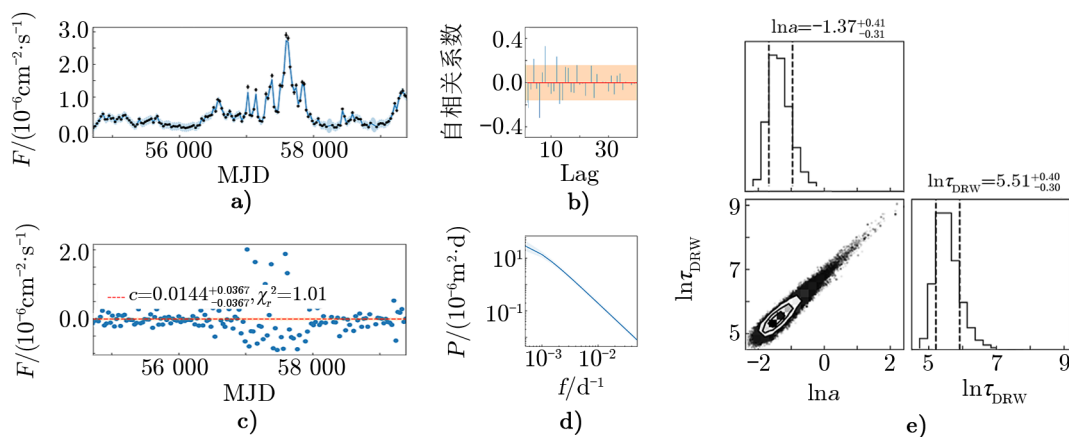 F/(10⁻⁶cm⁻²·s⁻¹)
3.0
2.0
1.0
0.0
56 000
58 000
MJD
a)
自相关系数
0.4
0.0
−0.4
10
30
Lag
b)
F/(10⁻⁶cm⁻²·s⁻¹)
2.0
0.0
c=0.0144+0.0367−0.0367,χᵣ²=1.01
56 000
58 000
MJD
c)
P/(10⁻⁶m²·d)
10¹
10⁻¹
10⁻³
10⁻²
f/d⁻¹
d)
lna=−1.37+0.41−0.31
lnτDRW=5.51+0.40−0.30
lnτDRW
9
7
5
−2
0
2
lna
5
7
9
lnτDRW
e)